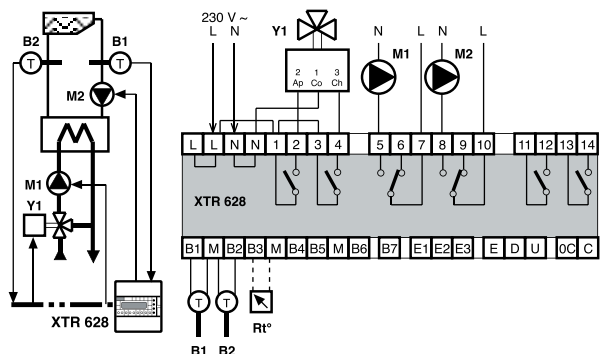 B2
B1
T
T
M2
M1
Y1
XTR 628
230 V ~
L N
Y1
2 1 3
Ap Co Ch
N L N L
M1 M2
L L N N 1 2 3 4 5 6 7 8 9 10 11 12 13 14
XTR 628
B1 M B2 B3 M B4 B5 M B6 B7 E1 E2 E3 E D U 0C C
T T
Rt°
B1 B2